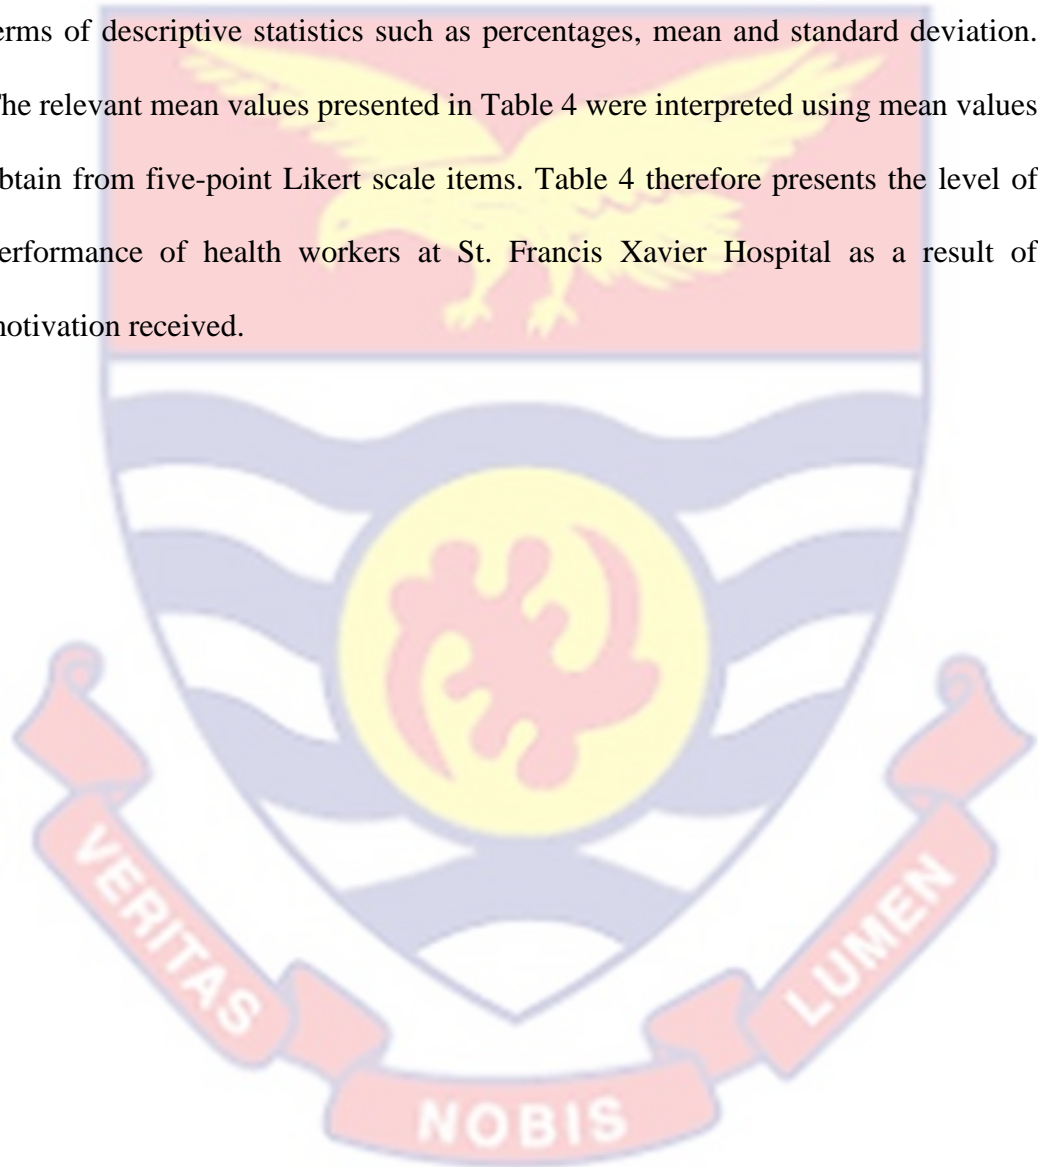 erms of descriptive statistics such as percentages, mean and standard deviation.
The relevant mean values presented in Table 4 were interpreted using mean values
btain from five-point Likert scale items. Table 4 therefore presents the level of
erformance of health workers at St. Francis Xavier Hospital as a result of
motivation received.
VERITAS
NOBIS
LUMEN